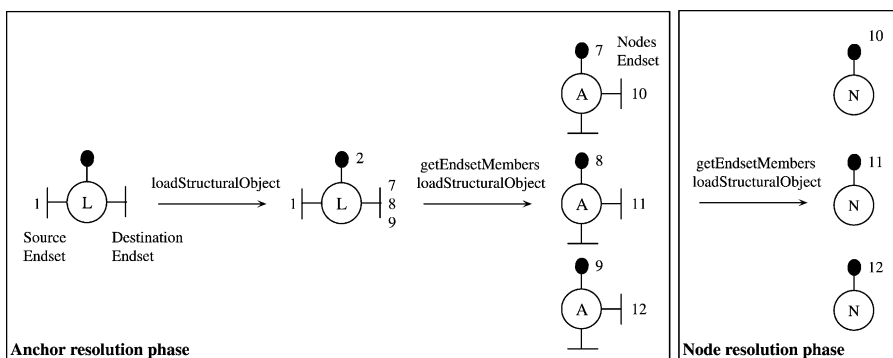 7
Nodes
Endset
A
10
10
N
L
1
Source
Endset
Destination
Endset
loadStructuralObject
2
L
1
7
8
9
getEndsetMembers
loadStructuralObject
8
A
11
getEndsetMembers
loadStructuralObject
11
N
9
A
12
12
N
Anchor resolution phase
Node resolution phase